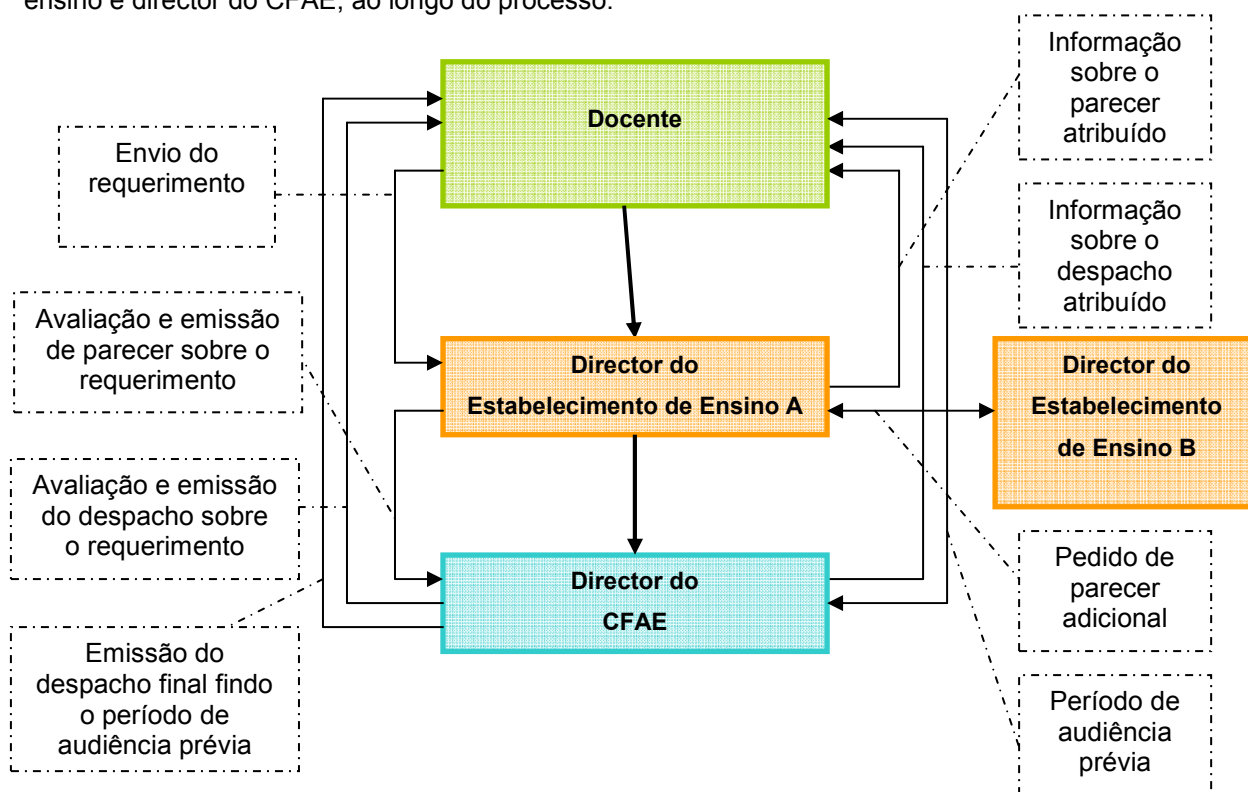 ensino e director do CFAE, ao longo do processo.
Informação
sobre o
parecer
atribuído
Docente
Envio do
requerimento
Informação
sobre o
despacho
atribuído
Avaliação e emissão
de parecer sobre o
requerimento
Director do
Estabelecimento de Ensino A
Director do
Estabelecimento
de Ensino B
Avaliação e emissão
do despacho sobre
o requerimento
Pedido de
parecer
adicional
Director do
CFAE
Emissão do
despacho final findo
o período de
audiência prévia
Período de
audiência
prévia